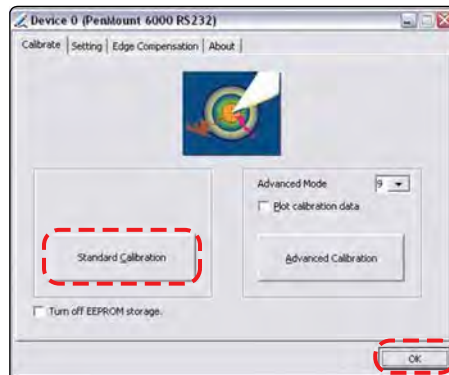 Device 0 (PenMount 6000 RS232)
Calibrate Setting Edge Compensation About
Advanced Mode 9
Plot calibration data
Standard Calibration Advanced Calibration
Turn off EEPROM storage.
OK